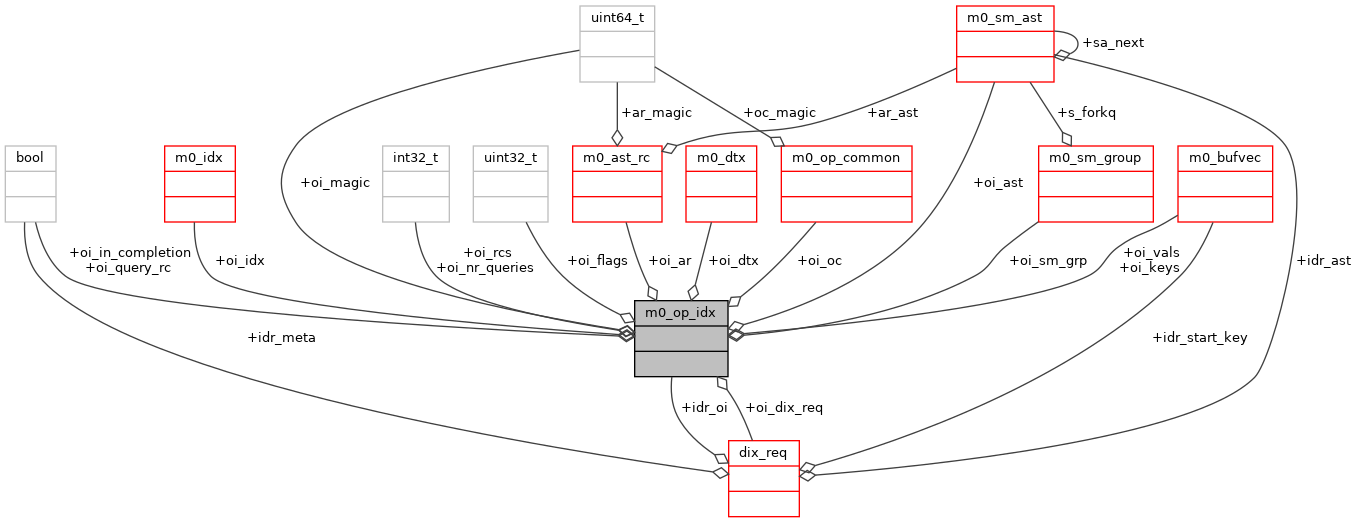 uint64_t
m0_sm_ast
+sa_next
+ar_magic
+oc_magic
+ar_ast
+s_forkq
bool
m0_idx
int32_t
uint32_t
m0_ast_rc
m0_dtx
m0_op_common
m0_sm_group
m0_bufvec
+oi_magic
+oi_ast
+oi_in_completion
+oi_query_rc
+oi_idx
+oi_rcs
+oi_nr_queries
+oi_flags
+oi_ar
+oi_dtx
+oi_oc
+oi_sm_grp
+oi_vals
+oi_keys
+idr_ast
m0_op_idx
+idr_meta
+idr_start_key
+idr_oi
+oi_dix_req
dix_req